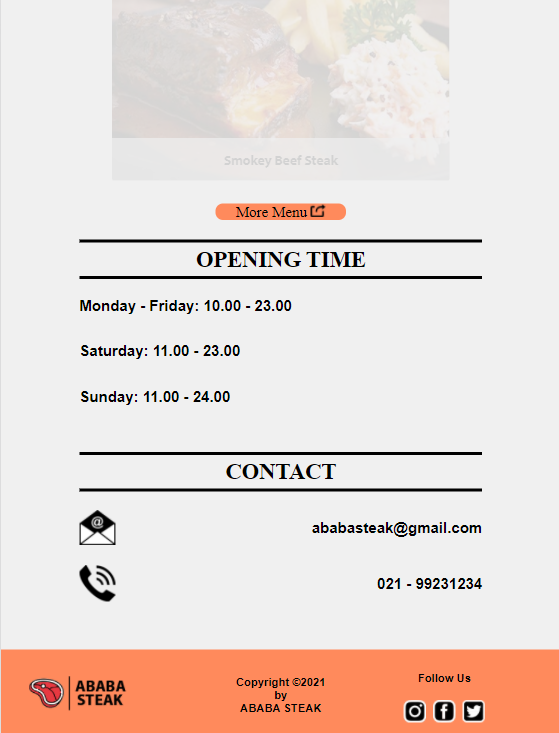 Smokey Beef Steak
More Menu
OPENING TIME
Monday - Friday: 10.00 - 23.00
Saturday: 11.00 - 23.00
Sunday: 11.00 - 24.00
CONTACT
@
ababasteak@gmail.com
021 - 99231234
ABABA
STEAK
Copyright ©2021
by
ABABA STEAK
Follow Us